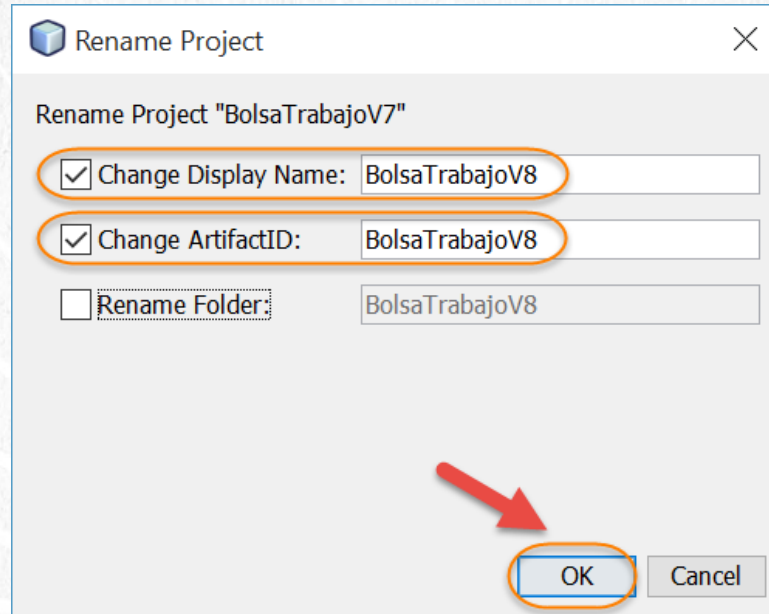 Rename Project
Rename Project "BolsaTrabajoV7"
Change Display Name: BolsaTrabajoV8
Change ArtifactID: BolsaTrabajoV8
Rename Folder: BolsaTrabajoV8
OK Cancel